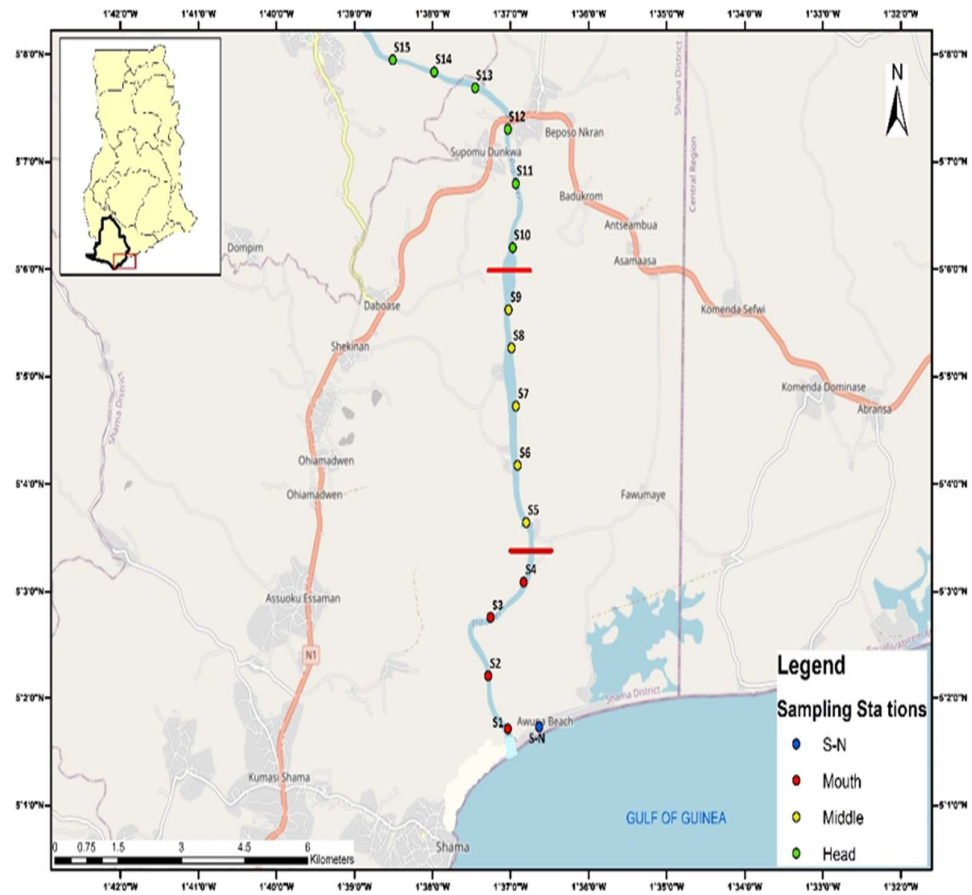 1°42'0"W 1°40'0"W 1°39'0"W 1°38'0"W 1°37'0"W 1°36'0"W 1°35'0"W 1°34'0"W 1°33'0"W 1°32'0"W
5°8'0"N 5°8'0"N
S15
S14
S13
N
S12
Beposo Nkran
Supomu Dunkwa
5°7'0"N 5°7'0"N
S11
Badukrom
Shama District
Central Region
Antseambua
S10
Dompim
Asamaasa
5°6'0"N 5°6'0"N
S9
Daboase
Komenda Sefwi
S8
Shekinan
5°5'0"N 5°5'0"N
Shama District
S7
Komenda Dominase
Abransa
S6
Ohiamadwen
5°4'0"N 5°4'0"N
Ohiamadwen
Fawumaye
S5
S4
5°3'0"N 5°3'0"N
Assuoku Essaman
S3
N1
S2
Legend
5°2'0"N 5°2'0"N
Shama District
Sampling Sta tions
S1
Awuna Beach
S-N
S-N
Mouth
Middle
Head
Kumasi Shama
5°1'0"N 5°1'0"N
GULF OF GUINEA
Shama
0 0.75 1.5 3 4.5 6
Kilometers
1°42'0"W 1°41'0"W 1°40'0"W 1°39'0"W 1°38'0"W 1°37'0"W 1°36'0"W 1°35'0"W 1°34'0"W 1°33'0"W 1°32'0"W